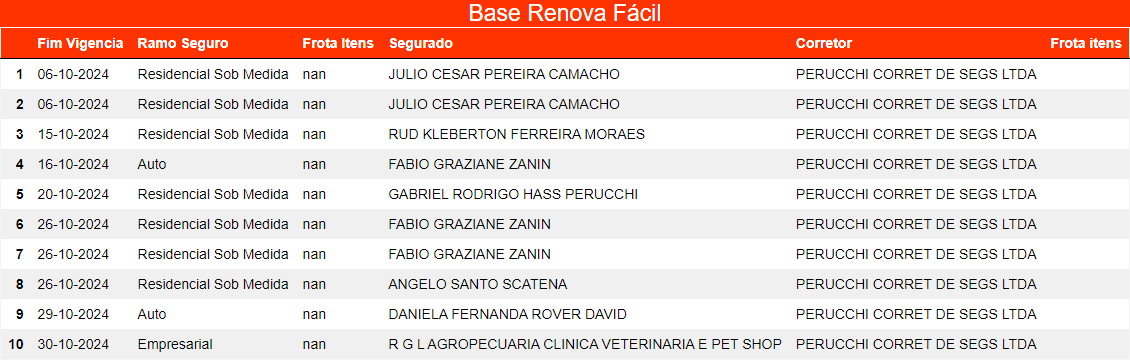 Base Renova Fácil
Fim Vigencia Ramo Seguro Frota Itens Segurado Corretor Frota itens
1 06-10-2024 Residencial Sob Medida nan JULIO CESAR PEREIRA CAMACHO PERUCCHI CORRET DE SEGS LTDA
2 06-10-2024 Residencial Sob Medida nan JULIO CESAR PEREIRA CAMACHO PERUCCHI CORRET DE SEGS LTDA
3 15-10-2024 Residencial Sob Medida nan RUD KLEBERTON FERREIRA MORAES PERUCCHI CORRET DE SEGS LTDA
4 16-10-2024 Auto nan FABIO GRAZIANE ZANIN PERUCCHI CORRET DE SEGS LTDA
5 20-10-2024 Residencial Sob Medida nan GABRIEL RODRIGO HASS PERUCCHI PERUCCHI CORRET DE SEGS LTDA
6 26-10-2024 Residencial Sob Medida nan FABIO GRAZIANE ZANIN PERUCCHI CORRET DE SEGS LTDA
7 26-10-2024 Residencial Sob Medida nan FABIO GRAZIANE ZANIN PERUCCHI CORRET DE SEGS LTDA
8 26-10-2024 Residencial Sob Medida nan ANGELO SANTO SCATENA PERUCCHI CORRET DE SEGS LTDA
9 29-10-2024 Auto nan DANIELA FERNANDA ROVER DAVID PERUCCHI CORRET DE SEGS LTDA
10 30-10-2024 Empresarial nan R G L AGROPECUARIA CLINICA VETERINARIA E PET SHOP PERUCCHI CORRET DE SEGS LTDA